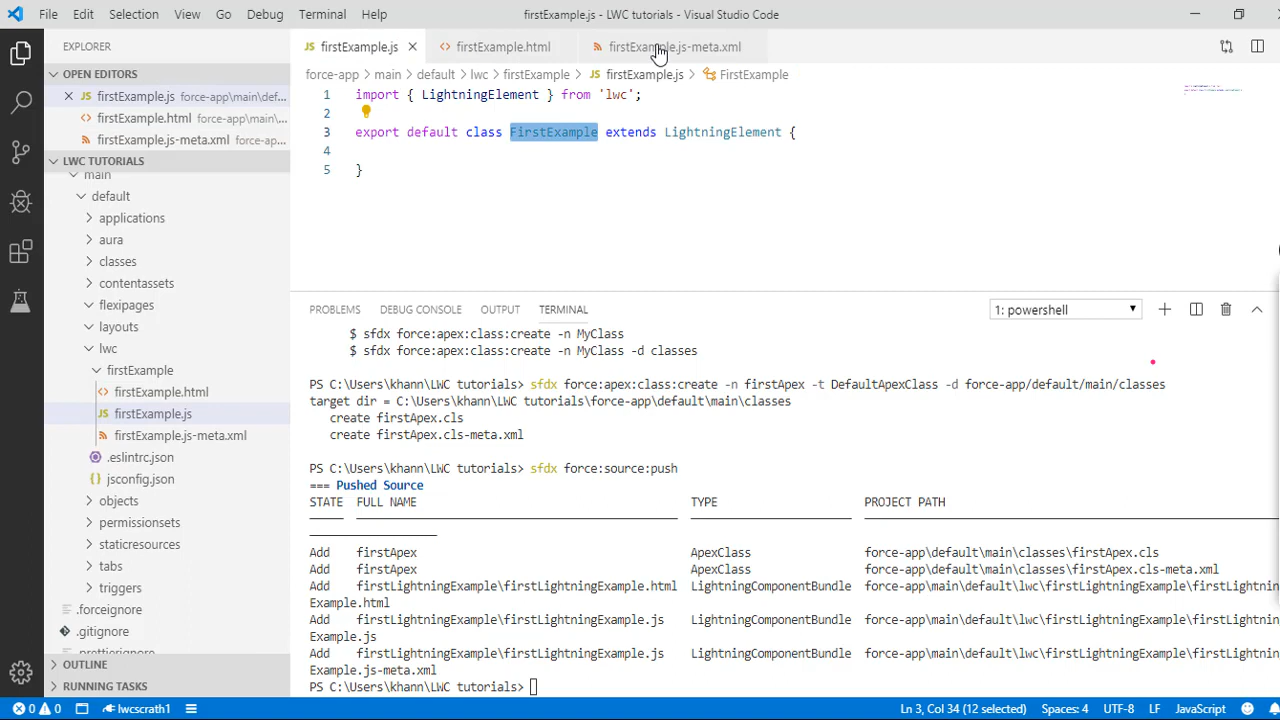 File Edit Selection View Go Debug Terminal Help firstExample.js - LWC tutorials - Visual Studio Code
EXPLORER
OPEN EDITORS
firstExample.js force-app\main\def...
firstExample.html force-app\main\...
firstExample.js-meta.xml force-ap...
LWC TUTORIALS
main
default
applications
aura
classes
contentassets
flexipages
layouts
lwc
firstExample
firstExample.html
firstExample.js
firstExample.js-meta.xml
.eslintrc.json
jsconfig.json
objects
permissionsets
staticresources
tabs
triggers
.forceignore
.gitignore
.prettierignore
OUTLINE
RUNNING TASKS
firstExample.js firstExample.html firstExample.js-meta.xml
force-app > main > default > lwc > firstExample > firstExample.js > FirstExample
1 import { LightningElement } from 'lwc';
2
3 export default class FirstExample extends LightningElement {
4
5 }
PROBLEMS DEBUG CONSOLE OUTPUT TERMINAL 1: powershell
$ sfdx force:apex:class:create -n MyClass
$ sfdx force:apex:class:create -n MyClass -d classes
PS C:\Users\khann\LWC tutorials> sfdx force:apex:class:create -n firstApex -t DefaultApexClass -d force-app/default/main/classes
target dir = C:\Users\khann\LWC tutorials\force-app\default\main\classes
create firstApex.cls
create firstApex.cls-meta.xml
PS C:\Users\khann\LWC tutorials> sfdx force:source:push
=== Pushed Source
STATE FULL NAME TYPE PROJECT PATH
Add firstApex ApexClass force-app\default\main\classes\firstApex.cls
Add firstApex ApexClass force-app\default\main\classes\firstApex.cls-meta.xml
Add firstLightningExample\firstLightningExample.html LightningComponentBundle force-app\main\default\lwc\firstLightningExample\firstLightnin
Example.html
Add firstLightningExample\firstLightningExample.js LightningComponentBundle force-app\main\default\lwc\firstLightningExample\firstLightnin
Example.js
Add firstLightningExample\firstLightningExample.js LightningComponentBundle force-app\main\default\lwc\firstLightningExample\firstLightnin
Example.js-meta.xml
PS C:\Users\khann\LWC tutorials>
0 0 lwcscrath1 Ln 3, Col 34 (12 selected) Spaces: 4 UTF-8 LF JavaScript